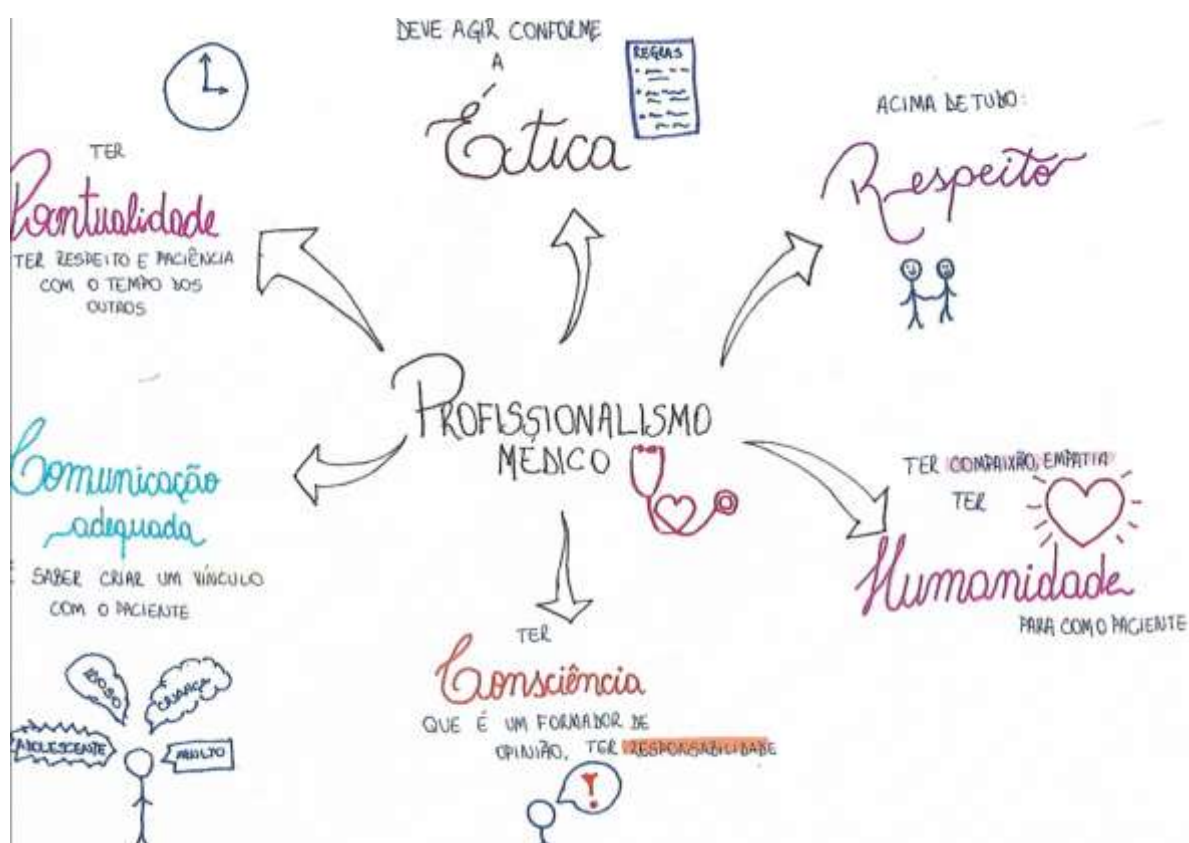 DEVE AGIR CONFORME
A
Ética
REGRAS
ACIMA DE TUDO:
Respeito
TER
Pontualidade
TER RESPEITO E PACIÊNCIA
COM O TEMPO DOS
OUTROS
PROFISSIONALISMO
MÉDICO
Comunicação
adequada
É SABER CRIAR UM VÍNCULO
COM O PACIENTE
IDOSO
CRIANÇA
ADOLESCENTE
ADULTO
TER COMPAIXÃO, EMPATIA
TER
Humanidade
PARA COM O PACIENTE
TER
Consciência
QUE É UM FORMADOR DE
OPINIÃO, TER RESPONSABILIDADE
!